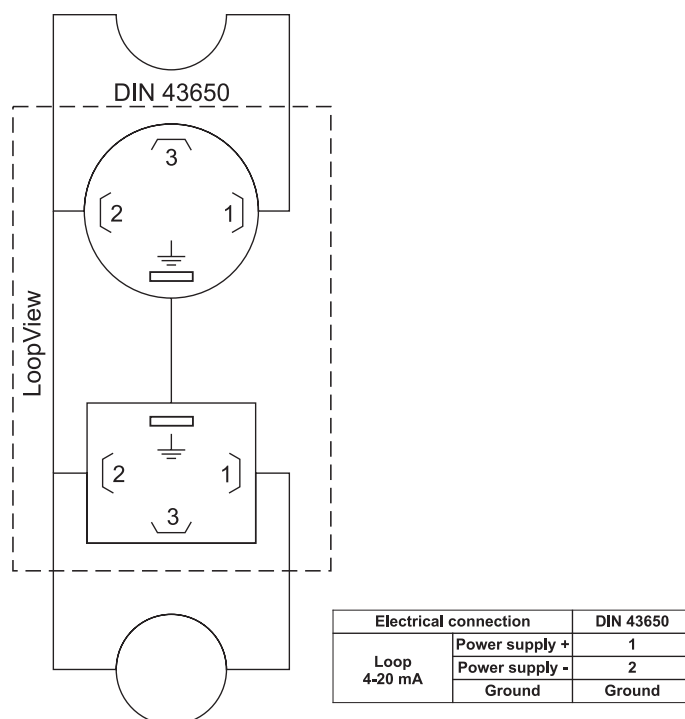 DIN 43650
3
2 1
LoopView
2 1
3
Electrical connection DIN 43650
Loop 4-20 mA
Power supply + 1
Power supply - 2
Ground Ground